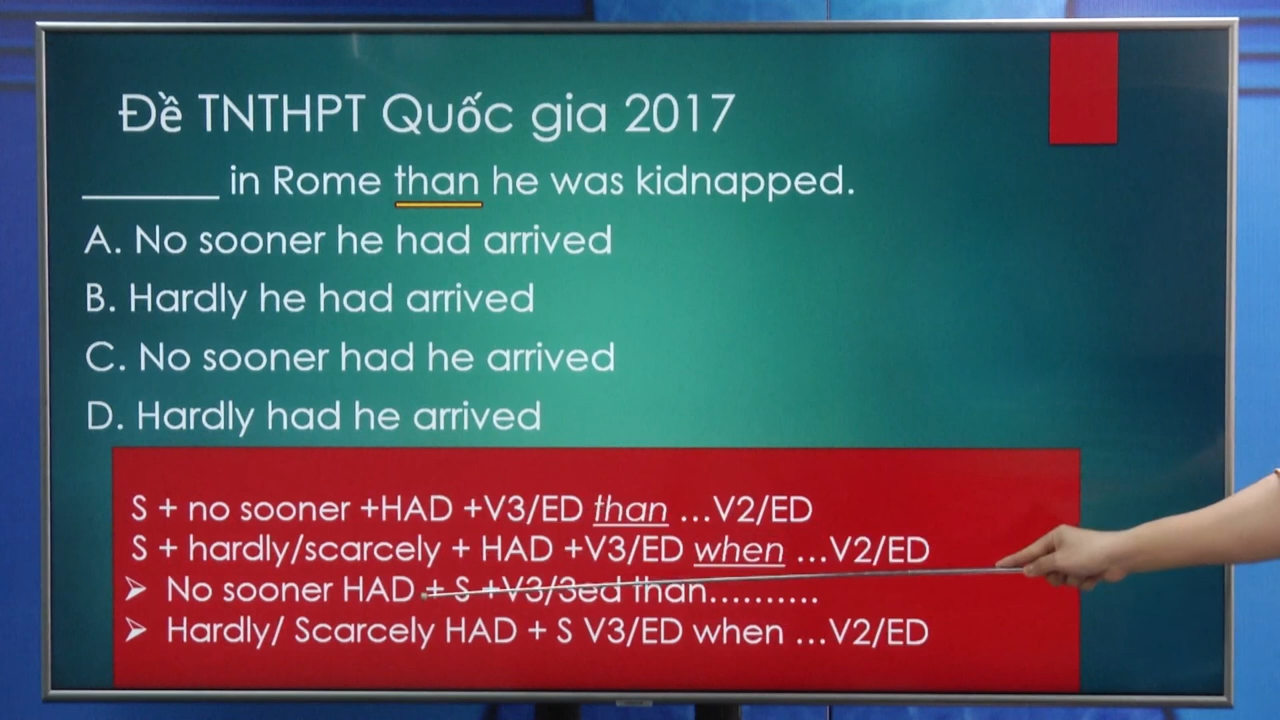 Đề TNTHPT Quốc gia 2017
_______ in Rome than he was kidnapped.
A. No sooner he had arrived
B. Hardly he had arrived
C. No sooner had he arrived
D. Hardly had he arrived
S + no sooner +HAD +V3/ED than ...V2/ED
S + hardly/scarcely + HAD +V3/ED when ...V2/ED
➢ No sooner HAD + S +V3/3ed than..........
➢ Hardly/ Scarcely HAD + S V3/ED when ...V2/ED